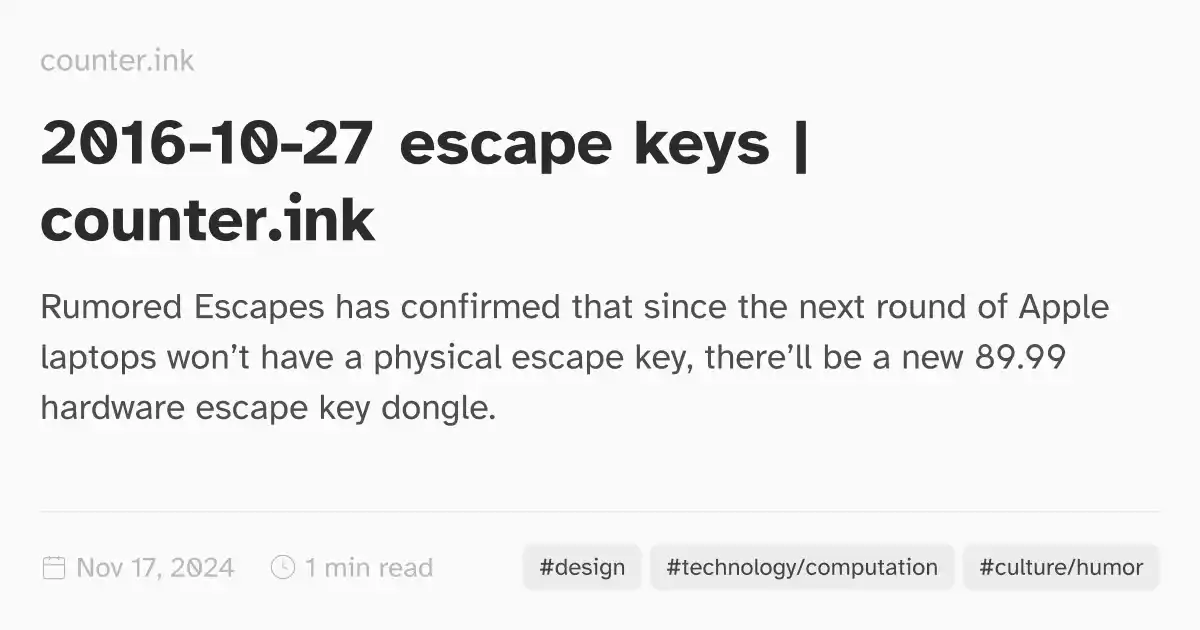 counter.ink
2016-10-27 escape keys |
counter.ink
Rumored Escapes has confirmed that since the next round of Apple
laptops won’t have a physical escape key, there’ll be a new 89.99
hardware escape key dongle.
Nov 17, 2024 1 min read #design #technology/computation #culture/humor